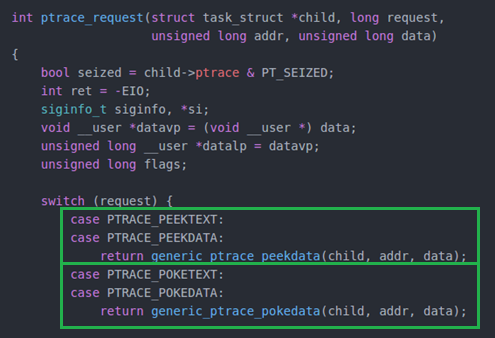 int ptrace_request(struct task_struct *child, long request,
                   unsigned long addr, unsigned long data)
{
    bool seized = child->ptrace & PT_SEIZED;
    int ret = -EIO;
    siginfo_t siginfo, *si;
    void __user *datavp = (void __user *) data;
    unsigned long __user *datalp = datavp;
    unsigned long flags;

    switch (request) {
        case PTRACE_PEEKTEXT:
        case PTRACE_PEEKDATA:
            return generic_ptrace_peekdata(child, addr, data);
        case PTRACE_POKETEXT:
        case PTRACE_POKEDATA:
            return generic_ptrace_pokedata(child, addr, data);